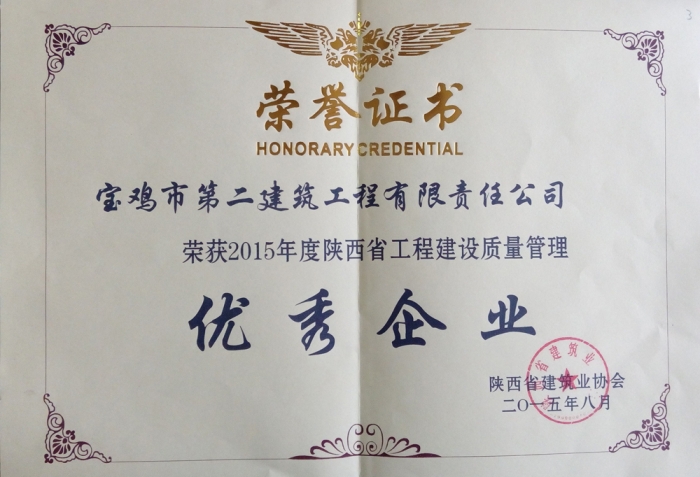 3
荣誉证书
HONORARY CREDENTIAL
宝鸡市第二建筑工程有限责任公司
荣获2015年度陕西省工程建设质量管理
优秀企业
陕西省建筑业协会
二〇一五年八月